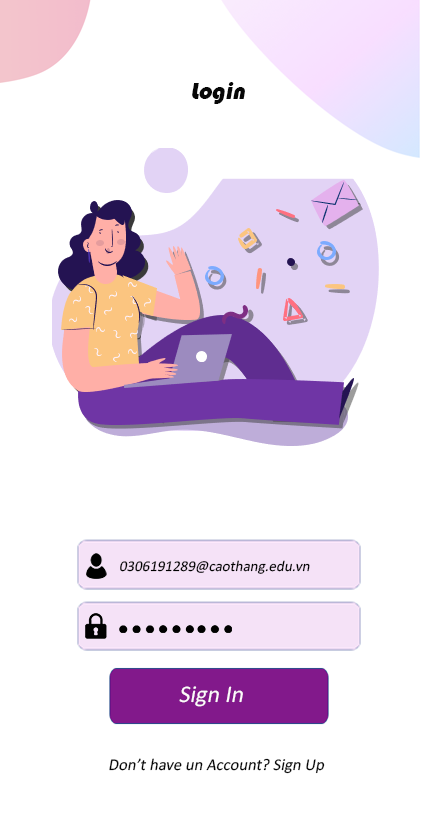 Login
0306191289@caothang.edu.vn
Sign In
Don’t have un Account? Sign Up